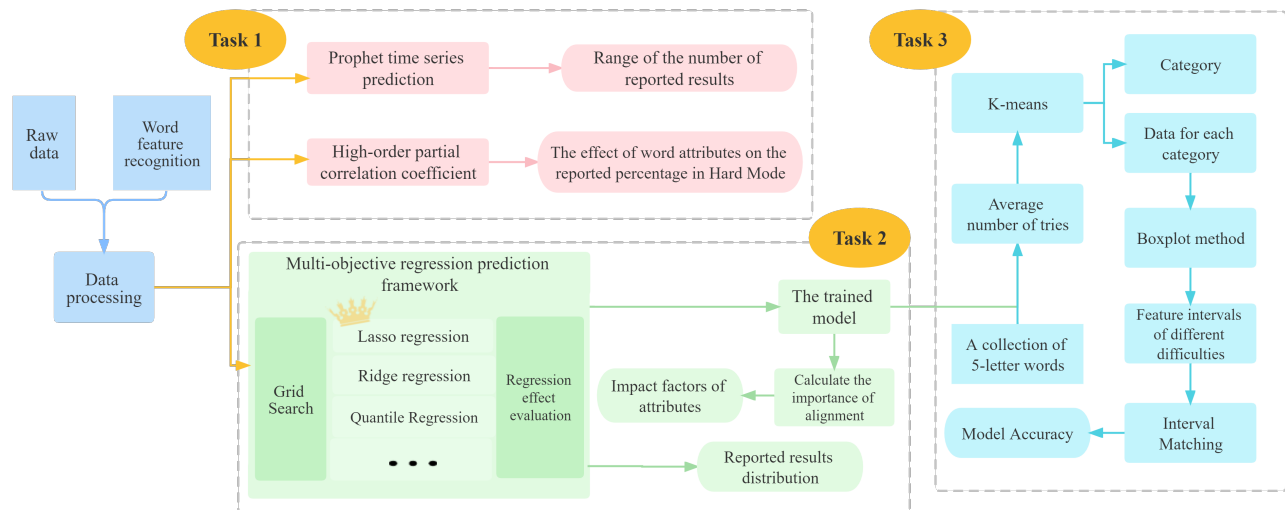 Raw
data
Word
feature
recognition
Data
processing
Task 1
Prophet time series
prediction
Range of the number of
reported results
High-order partial
correlation coefficient
The effect of word attributes on the
reported percentage in Hard Mode
Task 2
Multi-objective regression prediction
framework
Grid
Search
Lasso regression
Ridge regression
Quantile Regression
Regression
effect
evaluation
The trained
model
Calculate the
importance of
alignment
Impact factors of
attributes
Reported results
distribution
Task 3
K-means
Category
Data for each
category
Average
number of tries
Boxplot method
A collection of
5-letter words
Feature intervals
of different
difficulties
Interval
Matching
Model Accuracy